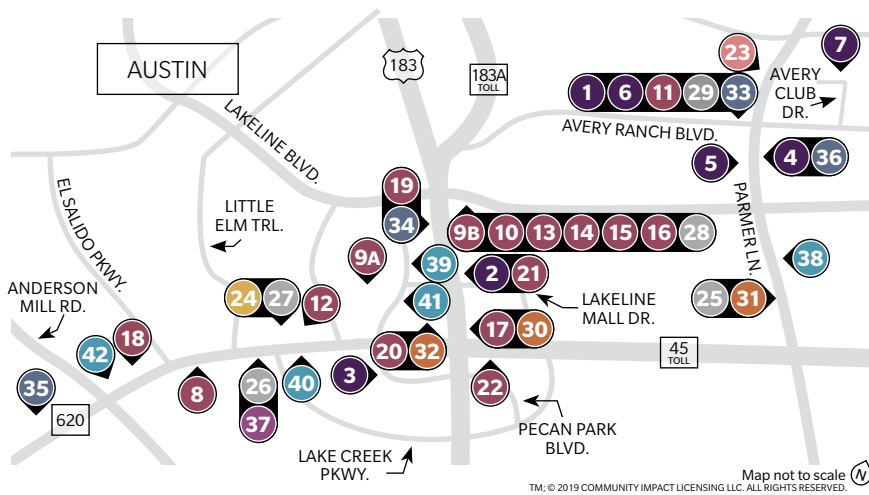 AUSTIN
183
183A
TOLL
23
7
1 6 11 29 33
AVERY
CLUB
DR.
AVERY RANCH BLVD.
LAKELINE BLVD.
5
4 36
EL SALIDO PKWY.
LITTLE
ELM TRL.
19
34
9B 10 13 14 15 16 28
PARMER LN.
9A
39
2 21
38
ANDERSON
MILL RD.
24 27
12
41
LAKELINE
MALL DR.
25 31
17 30
45
TOLL
42
18
20 32
35
8
26
37
40
3
22
620
PECAN PARK
BLVD.
LAKE CREEK
PKWY.
Map not to scale N
TM; © 2019 COMMUNITY IMPACT LICENSING LLC. ALL RIGHTS RESERVED.